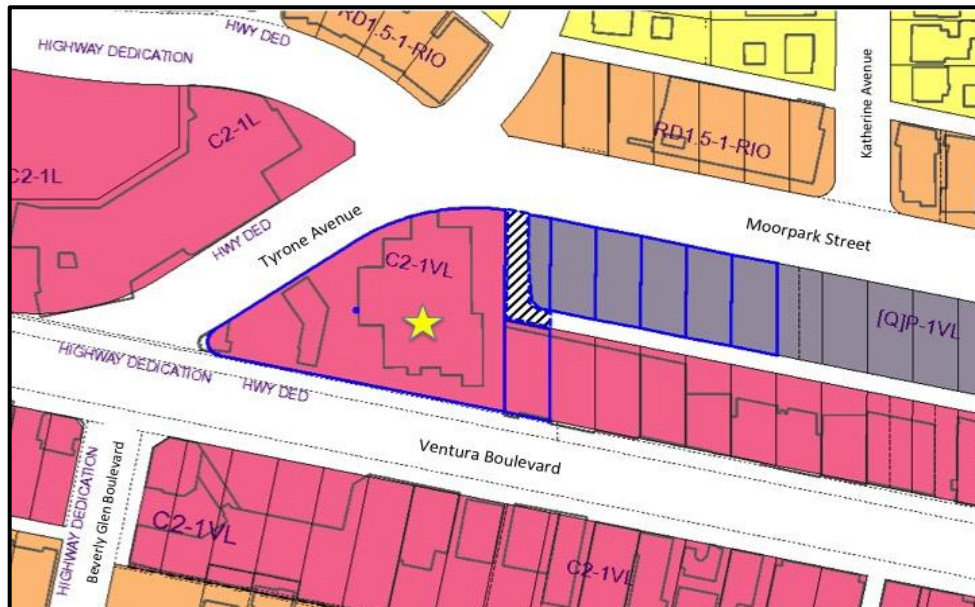 HWY DED
RD1.5-1-RIO
HIGHWAY DEDICATION
Katherine Avenue
C2-1L
RD1.5-1-RIO
C2-1L
HWY DED
Tyrone Avenue
Moorpark Street
C2-1VL
[Q]P-1VL
HIGHWAY DEDICATION
HWY DED
Ventura Boulevard
HIGHWAY DEDICATION
Beverly Glen Boulevard
C2-1VL
C2-1VL